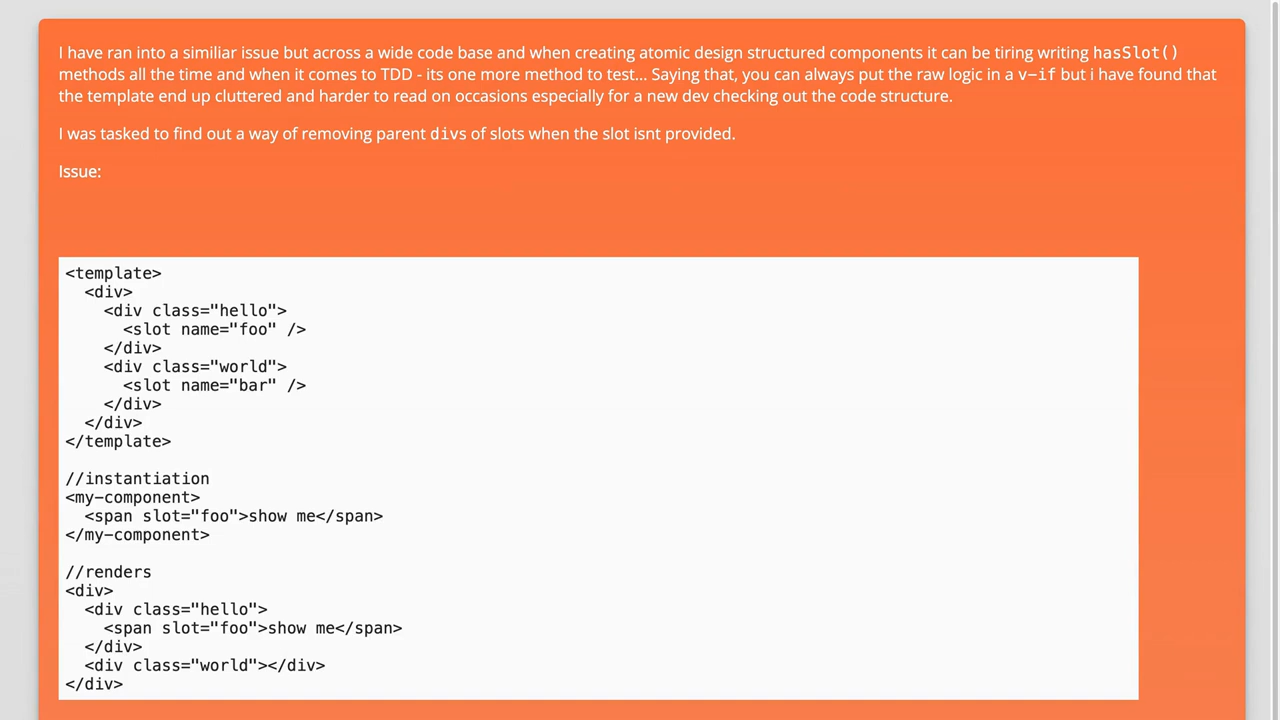 I have ran into a similiar issue but across a wide code base and when creating atomic design structured components it can be tiring writing hasSlot()
methods all the time and when it comes to TDD - its one more method to test... Saying that, you can always put the raw logic in a v-if but i have found that
the template end up cluttered and harder to read on occasions especially for a new dev checking out the code structure.
I was tasked to find out a way of removing parent divs of slots when the slot isnt provided.
Issue:
<template>
  <div>
    <div class="hello">
      <slot name="foo" />
    </div>
    <div class="world">
      <slot name="bar" />
    </div>
  </div>
</template>
//instantiation
<my-component>
  <span slot="foo">show me</span>
</my-component>
//renders
<div>
  <div class="hello">
    <span slot="foo">show me</span>
  </div>
  <div class="world"></div>
</div>